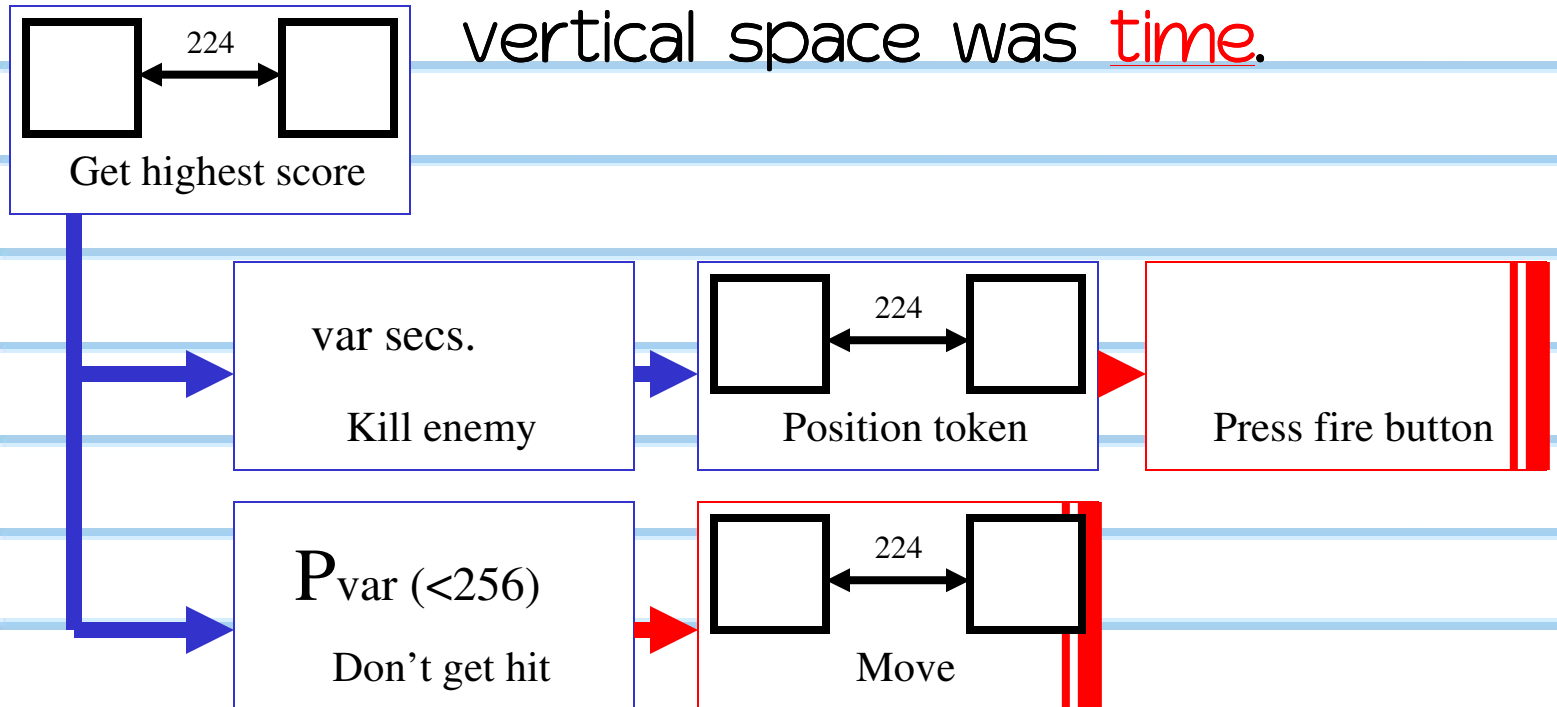 vertical space was time.
224
Get highest score
var secs.
Kill enemy
224
Position token
Press fire button
Pvar (<256)
Don’t get hit
224
Move